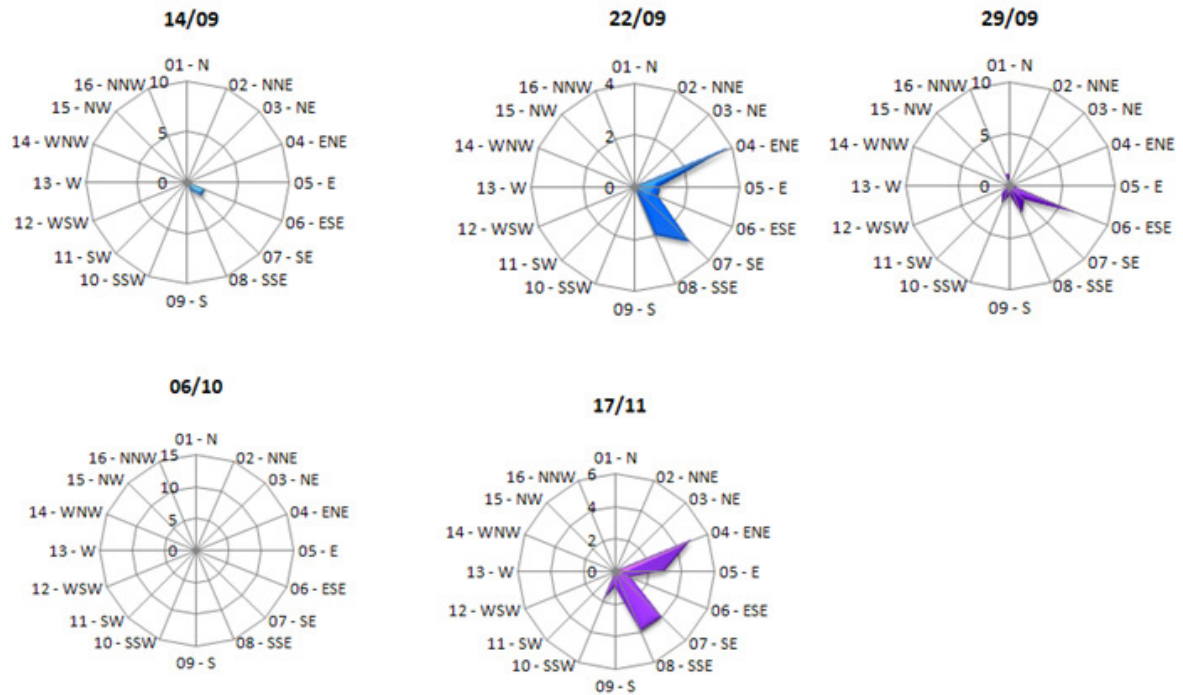 14/09
01 - N
02 - NNE
03 - NE
04 - ENE
05 - E
06 - ESE
07 - SE
08 - SSE
09 - S
10 - SSW
11 - SW
12 - WSW
13 - W
14 - WNW
15 - NW
16 - NNW
10
5
0
22/09
01 - N
02 - NNE
03 - NE
04 - ENE
05 - E
06 - ESE
07 - SE
08 - SSE
09 - S
10 - SSW
11 - SW
12 - WSW
13 - W
14 - WNW
15 - NW
16 - NNW
4
2
0
29/09
01 - N
02 - NNE
03 - NE
04 - ENE
05 - E
06 - ESE
07 - SE
08 - SSE
09 - S
10 - SSW
11 - SW
12 - WSW
13 - W
14 - WNW
15 - NW
16 - NNW
10
5
0
06/10
01 - N
02 - NNE
03 - NE
04 - ENE
05 - E
06 - ESE
07 - SE
08 - SSE
09 - S
10 - SSW
11 - SW
12 - WSW
13 - W
14 - WNW
15 - NW
16 - NNW
15
10
5
0
17/11
01 - N
02 - NNE
03 - NE
04 - ENE
05 - E
06 - ESE
07 - SE
08 - SSE
09 - S
10 - SSW
11 - SW
12 - WSW
13 - W
14 - WNW
15 - NW
16 - NNW
6
4
2
0